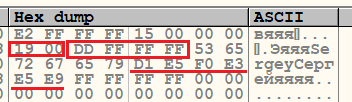 Hex dump ASCII
E2 FF FF FF 15 00 00 00 вяяя...
19 00 DD FF FF FF 53 65 .ЭяяяSe
72 67 65 79 D1 E5 F0 E3 rgeyСерг
E5 E9 FF FF FF FF 00 00 ейяяяя..
00 00 00 00 00 00 00 00 ........